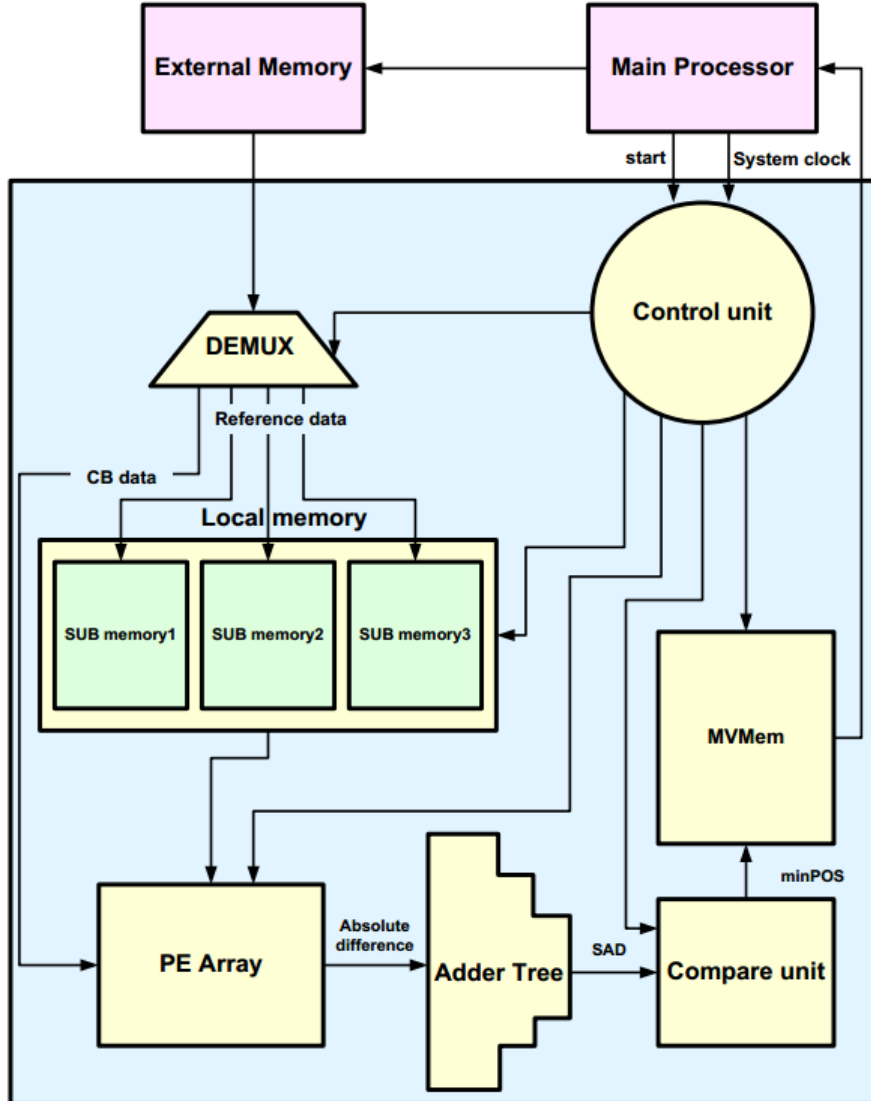 External Memory
Main Processor
start
System clock
Control unit
DEMUX
Reference data
CB data
Local memory
SUB memory1
SUB memory2
SUB memory3
MVMem
minPOS
Absolute
difference
PE Array
Adder Tree
SAD
Compare unit